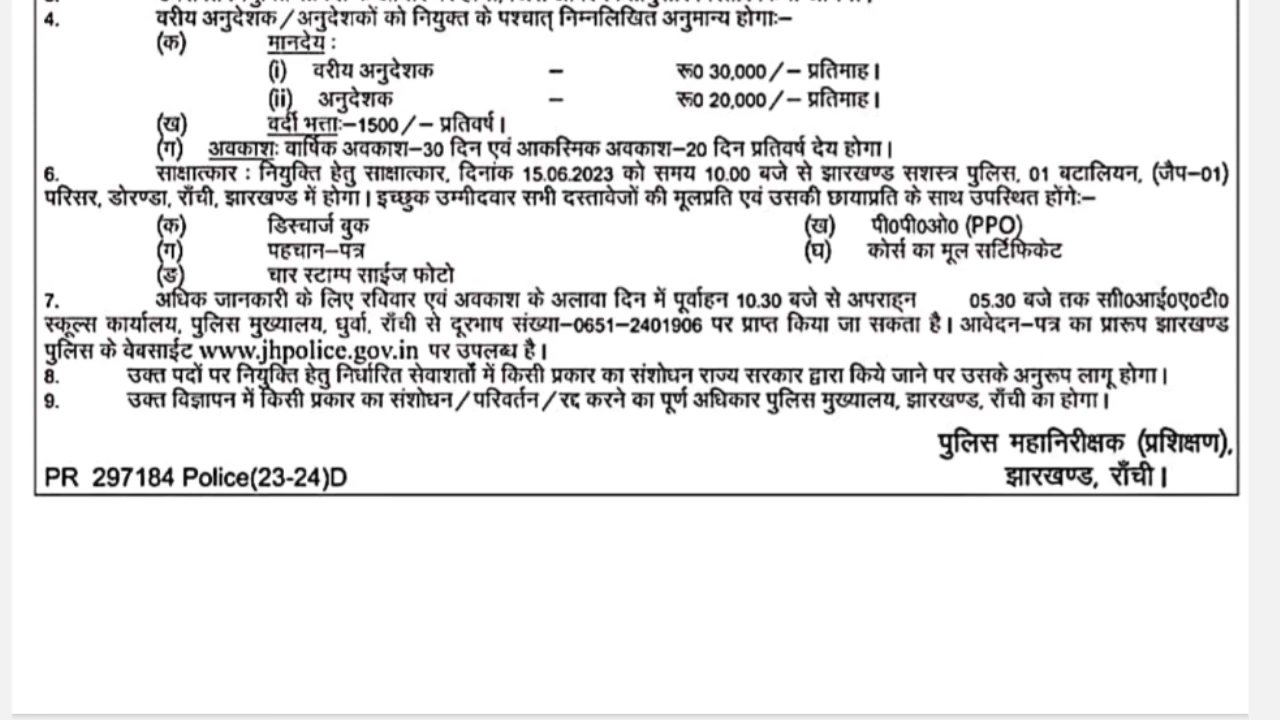 4. वरीय अनुदेशक/अनुदेशकों को नियुक्त के पश्चात् निम्नलिखित अनुमान्य होगाः–
(क) मानदेय :
(i) वरीय अनुदेशक – रू0 30,000/– प्रतिमाह।
(ii) अनुदेशक – रू0 20,000/– प्रतिमाह।
(ख) वर्दी भत्ताः–1500/– प्रतिवर्ष।
(ग) अवकाशः वार्षिक अवकाश–30 दिन एवं आकस्मिक अवकाश–20 दिन प्रतिवर्ष देय होगा।
6. साक्षात्कार : नियुक्ति हेतु साक्षात्कार, दिनांक 15.06.2023 को समय 10.00 बजे से झारखण्ड सशस्त्र पुलिस, 01 बटालियन, (जैप–01)
परिसर, डोरण्डा, राँची, झारखण्ड में होगा। इच्छुक उम्मीदवार सभी दस्तावेजों की मूलप्रति एवं उसकी छायाप्रति के साथ उपस्थित होंगेः–
(क) डिस्चार्ज बुक (ख) पी0पी0ओ0 (PPO)
(ग) पहचान–पत्र (घ) कोर्स का मूल सर्टिफिकेट
(ड) चार स्टाम्प साईज फोटो
7. अधिक जानकारी के लिए रविवार एवं अवकाश के अलावा दिन में पूर्वाहन 10.30 बजे से अपराहन 05.30 बजे तक साी0आई0ए0टी0
स्कूल्स कार्यालय, पुलिस मुख्यालय, धुर्वा, राँची से दूरभाष संख्या–0651–2401906 पर प्राप्त किया जा सकता है। आवेदन–पत्र का प्रारूप झारखण्ड
पुलिस के वेबसाईट www.jhpolice.gov.in पर उपलब्ध है।
8. उक्त पदों पर नियुक्ति हेतु निर्धारित सेवाशर्तो में किसी प्रकार का संशोधन राज्य सरकार द्वारा किये जाने पर उसके अनुरूप लागू होगा।
9. उक्त विज्ञापन में किसी प्रकार का संशोधन/परिवर्तन/रद्द करने का पूर्ण अधिकार पुलिस मुख्यालय, झारखण्ड, राँची का होगा।
पुलिस महानिरीक्षक (प्रशिक्षण),
PR 297184 Police(23-24)D झारखण्ड, राँची।